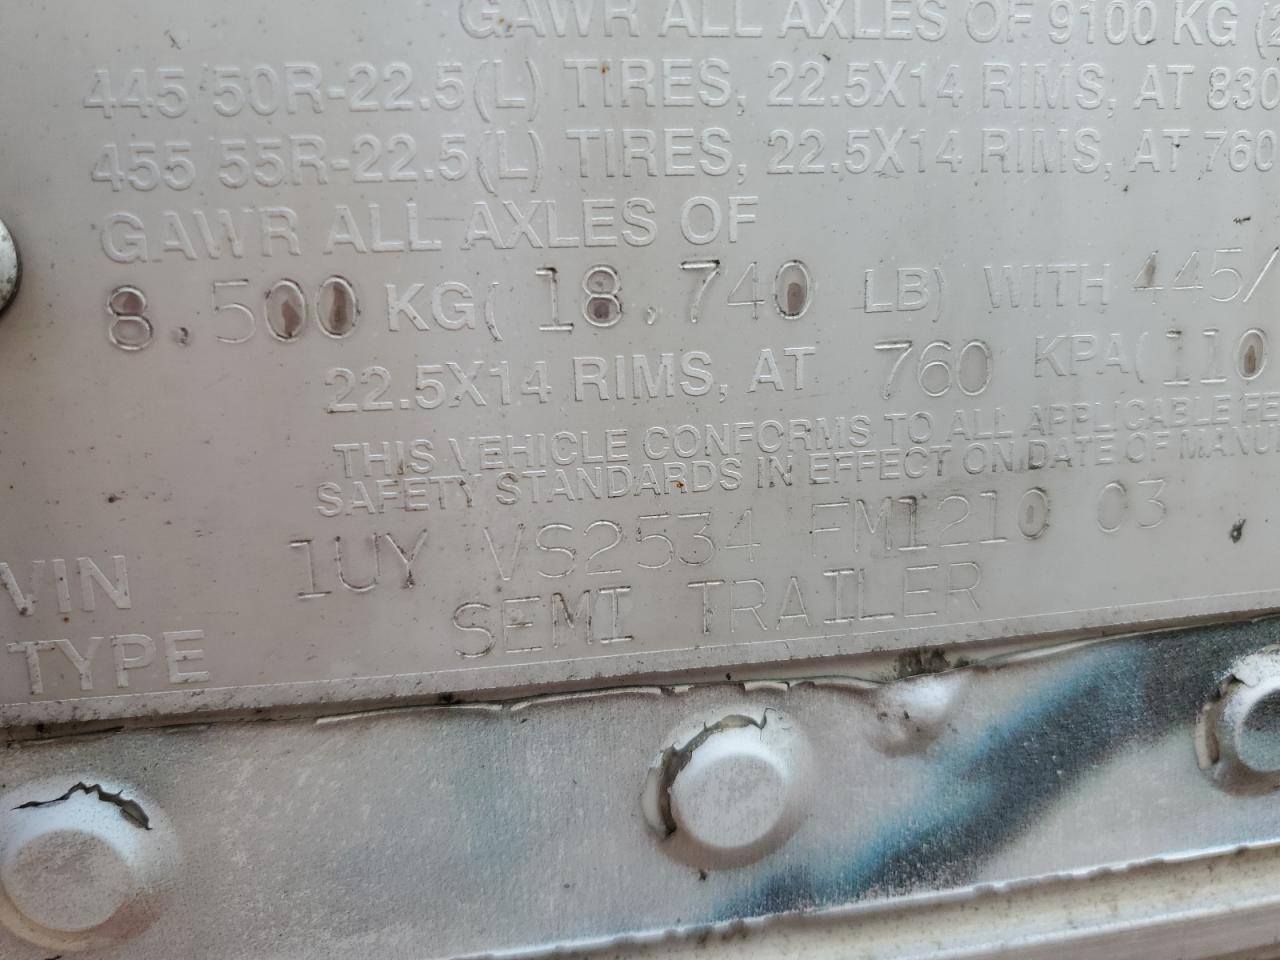 GAWR ALL AXLES OF 9100 KG (2
445 50R-22.5(L) TIRES, 22.5X14 RIMS, AT 830
455 55R-22.5(L) TIRES, 22.5X14 RIMS, AT 760
GAWR ALL AXLES OF
8,500 KG( 18,740 LB) WITH 445/
22.5X14 RIMS, AT 760 KPA(110
THIS VEHICLE CONFORMS TO ALL APPLICABLE FE
SAFETY STANDARDS IN EFFECT ON DATE OF MANU
VIN 1UY VS2534 FM1210 03
TYPE SEMI TRAILER